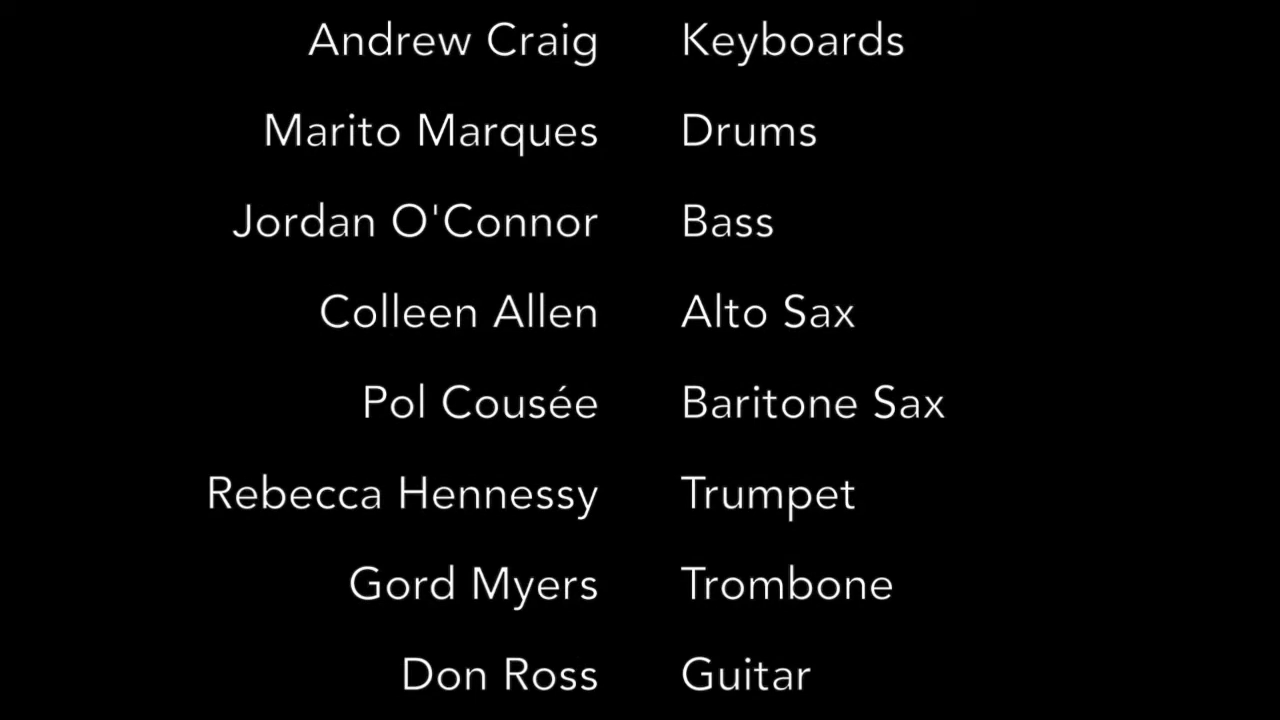 Andrew Craig Keyboards
Marito Marques Drums
Jordan O'Connor Bass
Colleen Allen Alto Sax
Pol Cousée Baritone Sax
Rebecca Hennessy Trumpet
Gord Myers Trombone
Don Ross Guitar